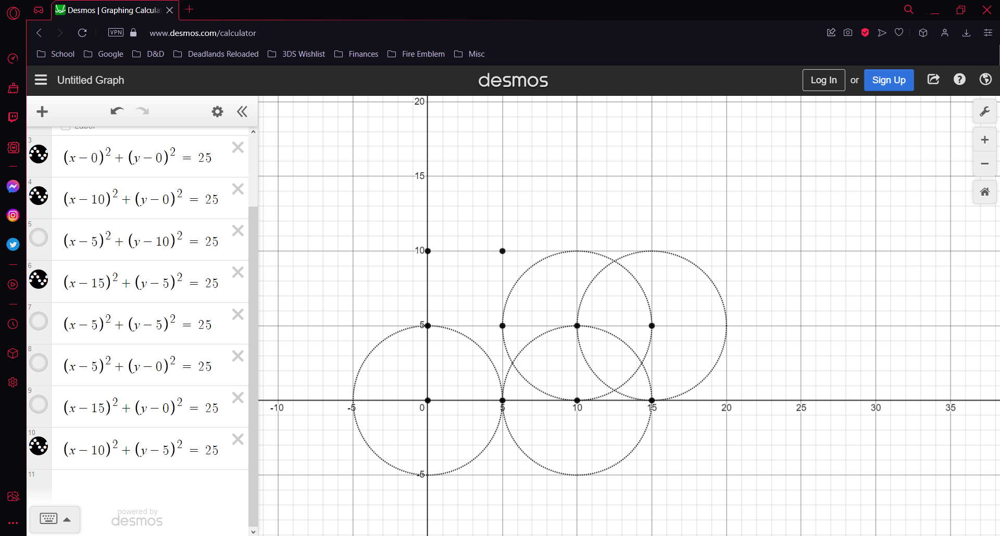 Desmos | Graphing Calcula
VPN www.desmos.com/calculator
School Google D&D Deadlands Reloaded 3DS Wishlist Finances Fire Emblem Misc
Untitled Graph desmos Log In or Sign Up
Label
3 (x − 0)² + (y − 0)² = 25
4 (x − 10)² + (y − 0)² = 25
5 (x − 5)² + (y − 10)² = 25
6 (x − 15)² + (y − 5)² = 25
7 (x − 5)² + (y − 5)² = 25
8 (x − 5)² + (y − 0)² = 25
9 (x − 15)² + (y − 0)² = 25
10 (x − 10)² + (y − 5)² = 25
11
powered by
desmos
20
15
10
5
-10 -5 0 5 10 15 20 25 30 35
-5